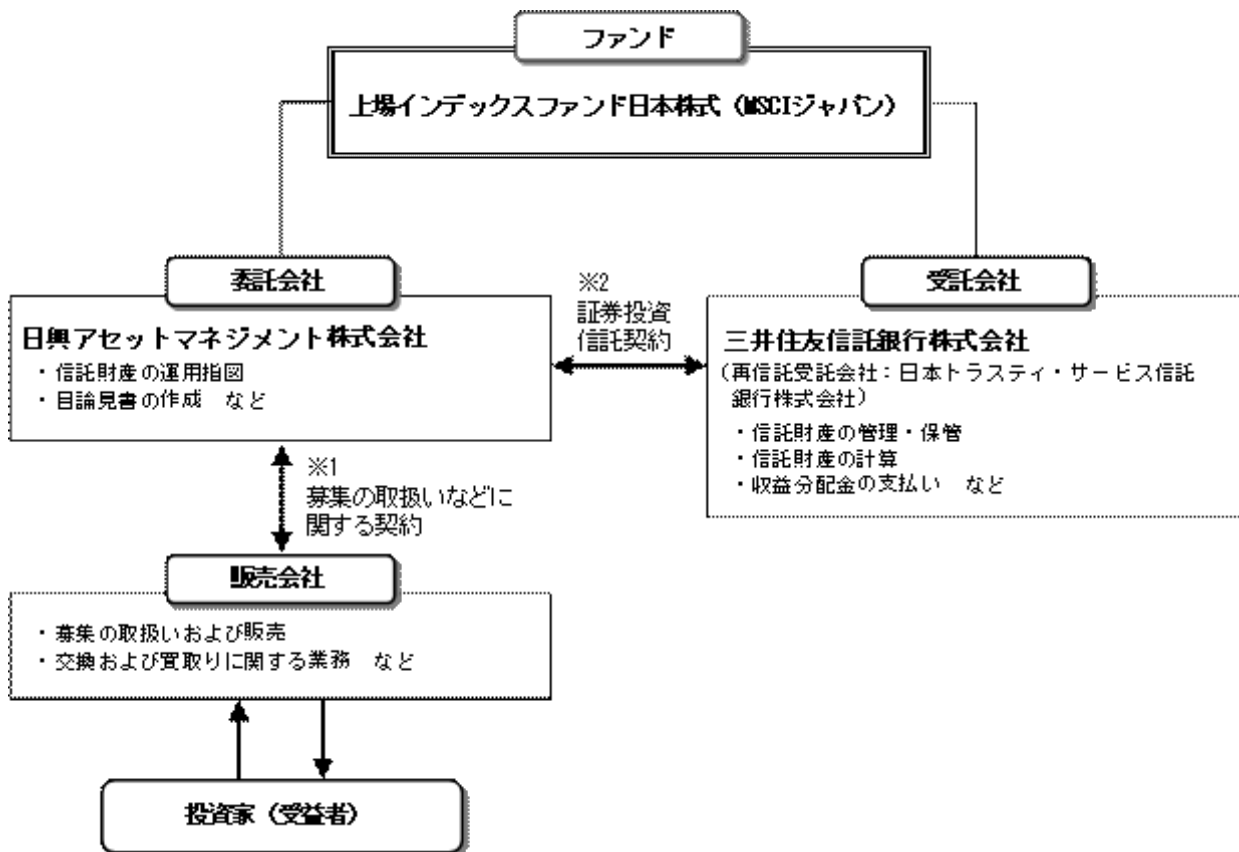 ファンド
上場インデックスファンド日本株式（MSCIジャパン）
委託会社
日興アセットマネジメント株式会社
・信託財産の運用指図
・目論見書の作成　など
※2
証券投資
信託契約
受託会社
三井住友信託銀行株式会社
（再信託受託会社：日本トラスティ・サービス信託
銀行株式会社）
・信託財産の管理・保管
・信託財産の計算
・収益分配金の支払い　など
※1
募集の取扱いなどに
関する契約
販売会社
・募集の取扱いおよび販売
・交換および買取りに関する業務　など
投資家（受益者）